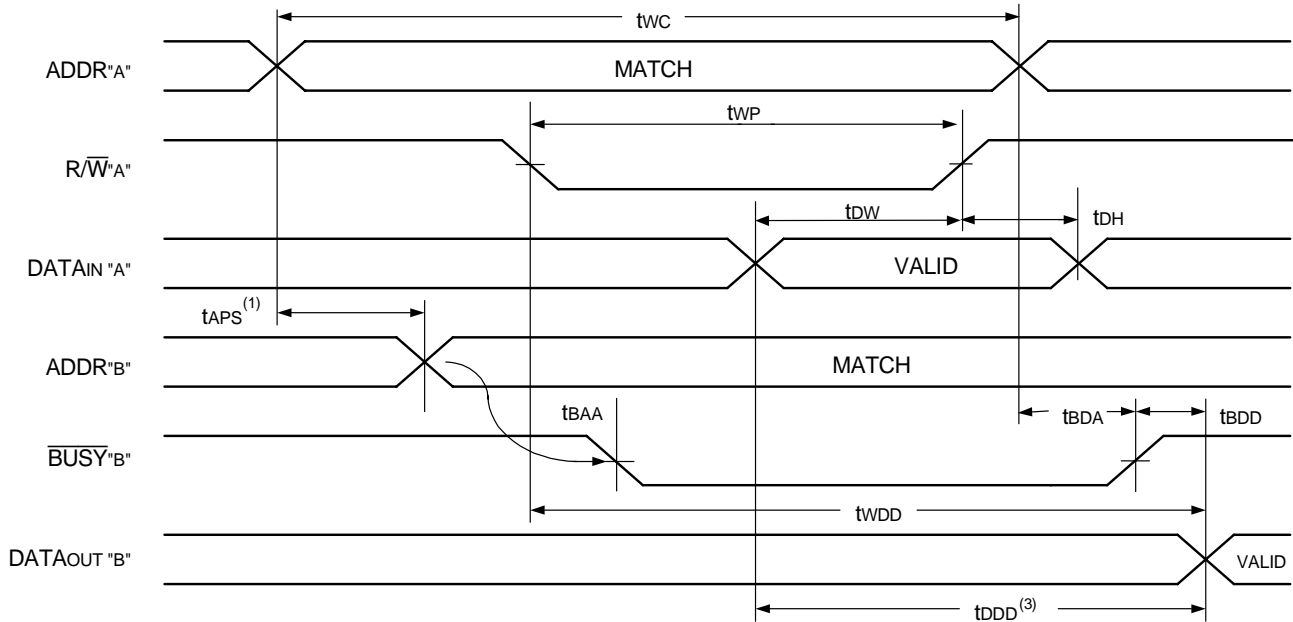 tWC
ADDR"A" MATCH
tWP
R/W̅"A"
tDW tDH
DATAIN "A" VALID
tAPS(1)
ADDR"B" MATCH
tBAA tBDA tBDD
B̅U̅S̅Y̅"B"
tWDD
DATAOUT "B" VALID
tDDD(3)